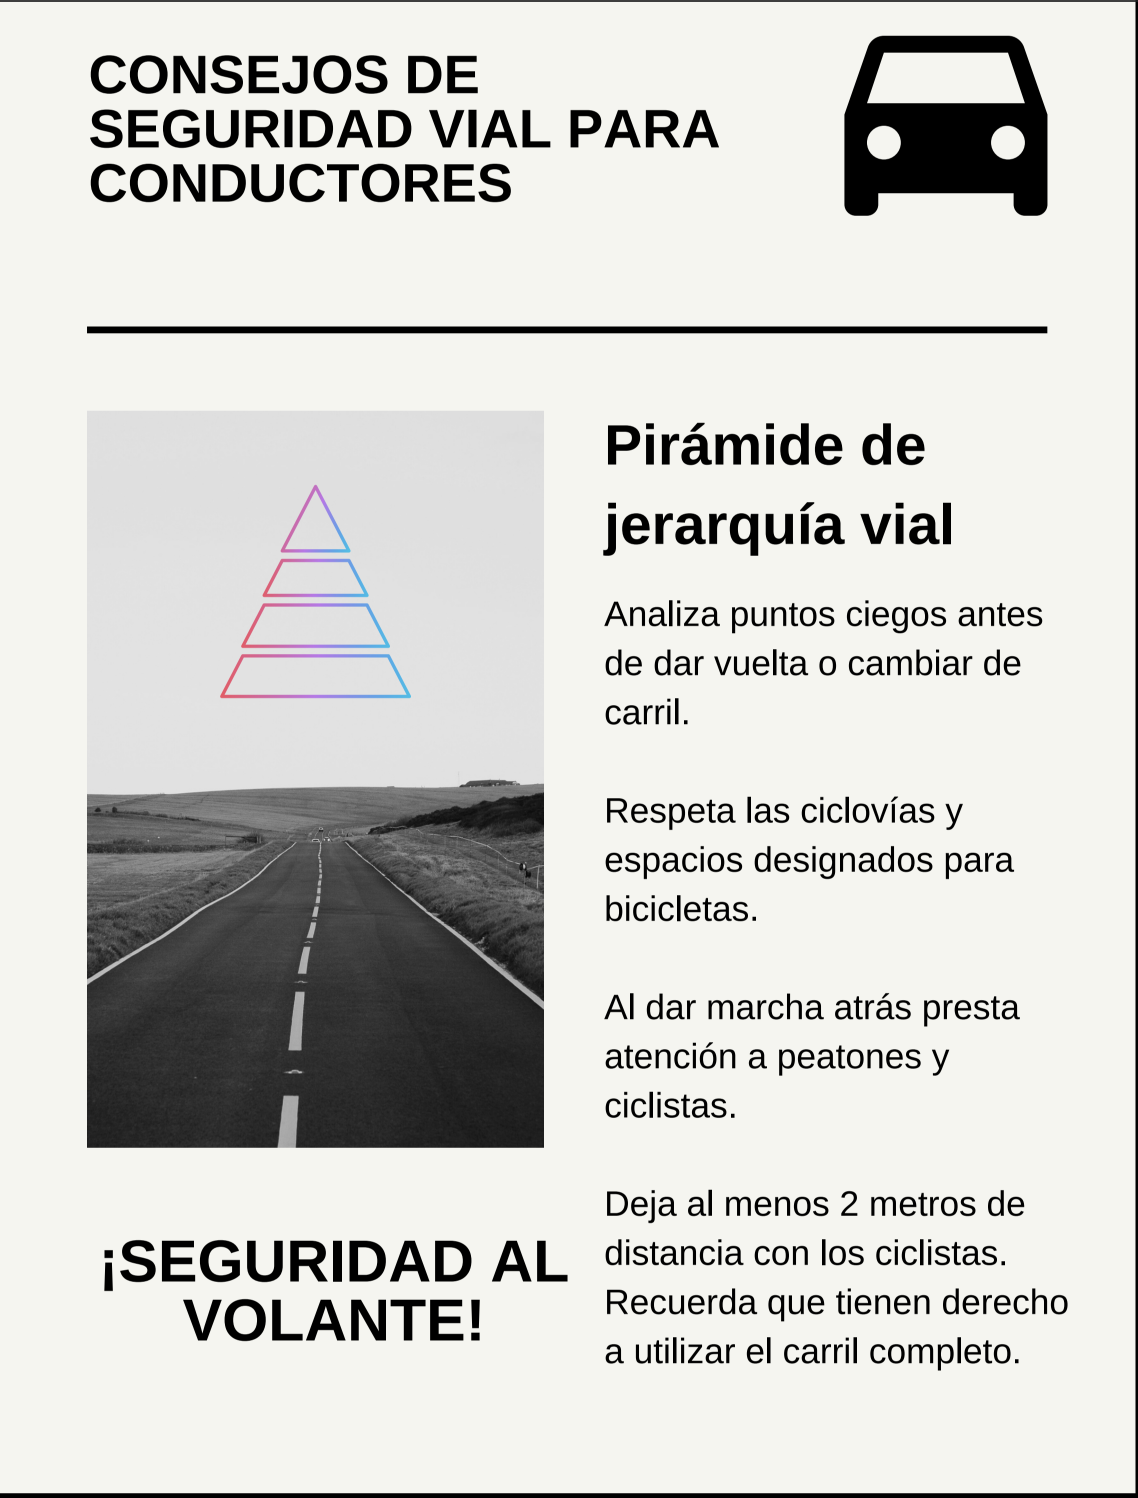 CONSEJOS DE
SEGURIDAD VIAL PARA
CONDUCTORES
Pirámide de
jerarquía vial
Analiza puntos ciegos antes
de dar vuelta o cambiar de
carril.
Respeta las ciclovías y
espacios designados para
bicicletas.
Al dar marcha atrás presta
atención a peatones y
ciclistas.
Deja al menos 2 metros de
distancia con los ciclistas.
Recuerda que tienen derecho
a utilizar el carril completo.
¡SEGURIDAD AL
VOLANTE!